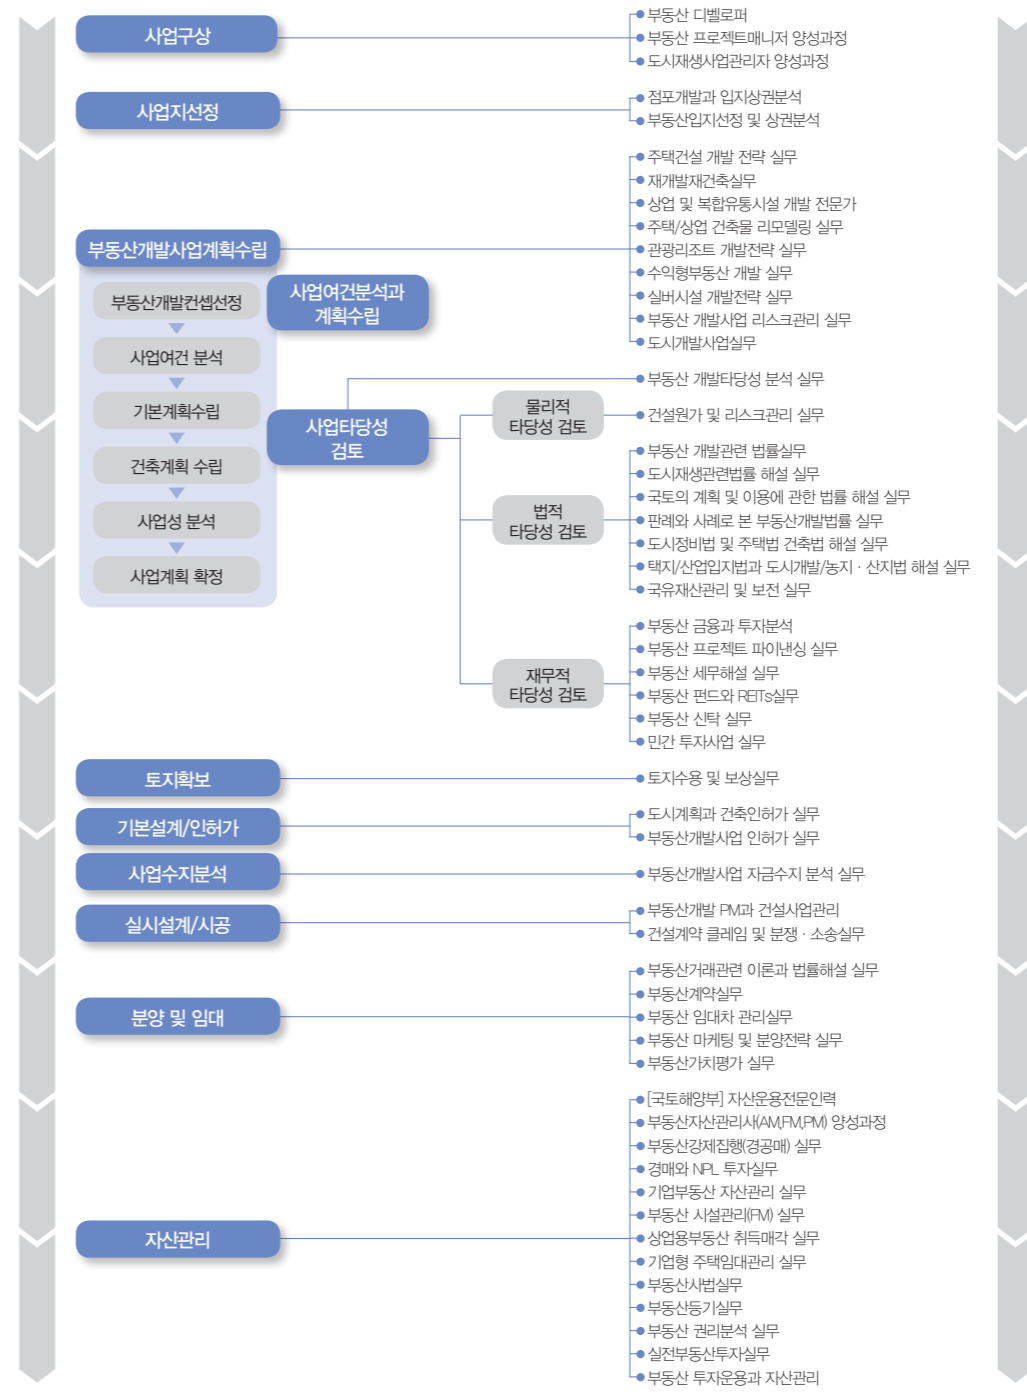 사업구상
부동산 디벨로퍼
부동산 프로젝트매니저 양성과정
도시재생사업관리자 양성과정
사업지선정
점포개발과 입지상권분석
부동산입지선정 및 상권분석
부동산개발사업계획수립
주택건설 개발 전략 실무
재개발재건축실무
상업 및 복합유통시설 개발 전문가
주택/상업 건축물 리모델링 실무
관광리조트 개발전략 실무
수익형부동산 개발 실무
실버시설 개발전략 실무
부동산 개발사업 리스크관리 실무
도시개발사업실무
부동산개발컨셉선정
사업여건 분석
기본계획수립
건축계획 수립
사업성 분석
사업계획 확정
사업여건분석과
계획수립
사업타당성
검토
부동산 개발타당성 분석 실무
물리적
타당성 검토
건설원가 및 리스크관리 실무
법적
타당성 검토
부동산 개발관련 법률실무
도시재생관련법률 해설 실무
국토의 계획 및 이용에 관한 법률 해설 실무
판례와 사례로 본 부동산개발법률 실무
도시정비법 및 주택법 건축법 해설 실무
택지/산업입지법과 도시개발/농지 · 산지법 해설 실무
국유재산관리 및 보전 실무
재무적
타당성 검토
부동산 금융과 투자분석
부동산 프로젝트 파이낸싱 실무
부동산 세무해설 실무
부동산 펀드와 REITs실무
부동산 신탁 실무
민간 투자사업 실무
토지확보
토지수용 및 보상실무
기본설계/인허가
도시계획과 건축인허가 실무
부동산개발사업 인허가 실무
사업수지분석
부동산개발사업 자금수지 분석 실무
실시설계/시공
부동산개발 PM과 건설사업관리
건설계약 클레임 및 분쟁 · 소송실무
분양 및 임대
부동산거래관련 이론과 법률해설 실무
부동산계약실무
부동산 임대차 관리실무
부동산 마케팅 및 분양전략 실무
부동산가치평가 실무
자산관리
[국토해양부] 자산운용전문인력
부동산자산관리사(AM,FM,PM) 양성과정
부동산강제집행(경공매) 실무
경매와 NPL 투자실무
기업부동산 자산관리 실무
부동산 시설관리(FM) 실무
상업용부동산 취득매각 실무
기업형 주택임대관리 실무
부동산사법실무
부동산등기실무
부동산 권리분석 실무
실전부동산투자실무
부동산 투자운용과 자산관리